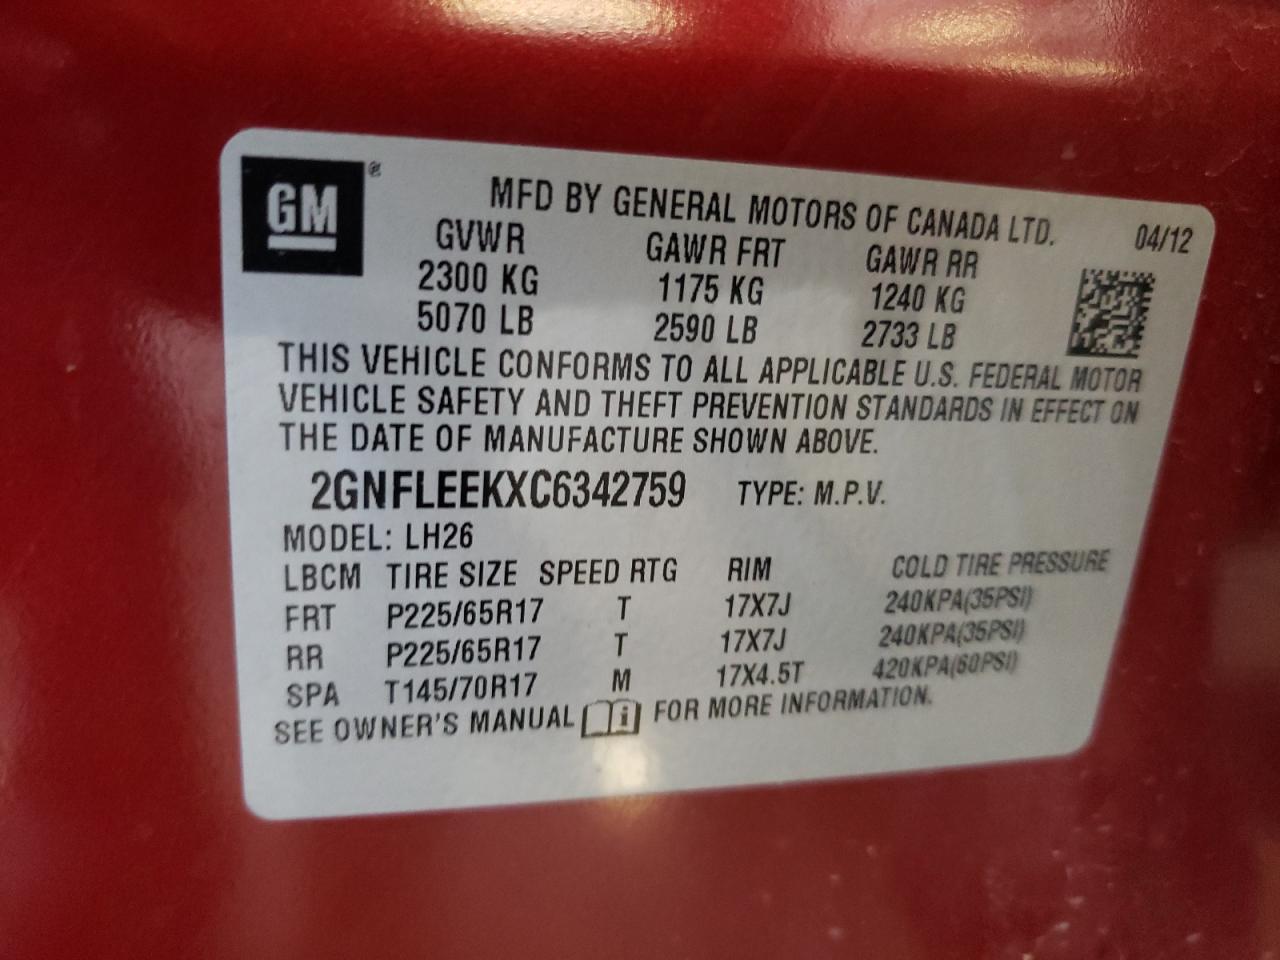 GM ®
MFD BY GENERAL MOTORS OF CANADA LTD. 04/12
GVWR GAWR FRT GAWR RR
2300 KG 1175 KG 1240 KG
5070 LB 2590 LB 2733 LB
THIS VEHICLE CONFORMS TO ALL APPLICABLE U.S. FEDERAL MOTOR
VEHICLE SAFETY AND THEFT PREVENTION STANDARDS IN EFFECT ON
THE DATE OF MANUFACTURE SHOWN ABOVE.
2GNFLEEKXC6342759 TYPE: M.P.V.
MODEL: LH26
LBCM TIRE SIZE SPEED RTG RIM COLD TIRE PRESSURE
FRT P225/65R17 T 17X7J 240KPA(35PSI)
RR P225/65R17 T 17X7J 240KPA(35PSI)
SPA T145/70R17 M 17X4.5T 420KPA(60PSI)
SEE OWNER'S MANUAL i FOR MORE INFORMATION.